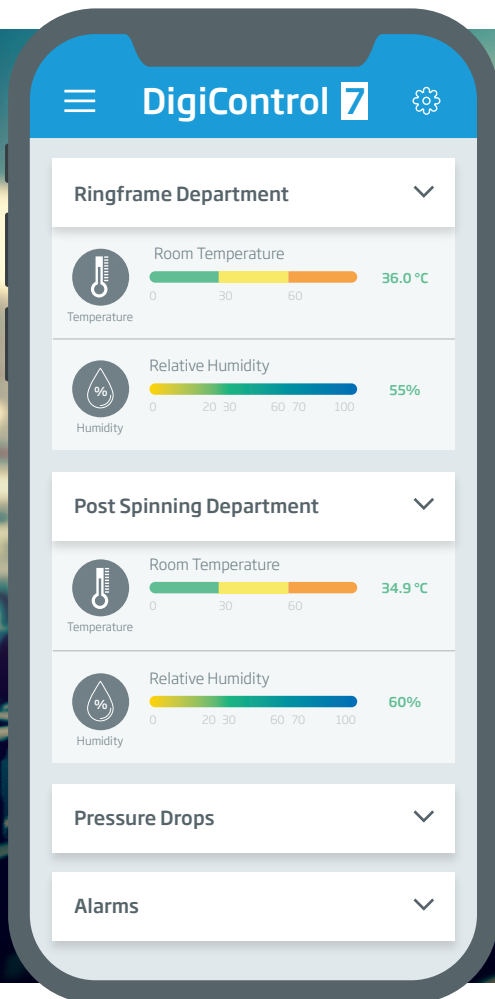 DigiControl 7
Ringframe Department
Room Temperature
36.0 °C
0 30 60
Temperature
Relative Humidity
%
55%
0 20 30 60 70 100
Humidity
Post Spinning Department
Room Temperature
34.9 °C
0 30 60
Temperature
Relative Humidity
%
60%
0 20 30 60 70 100
Humidity
Pressure Drops
Alarms